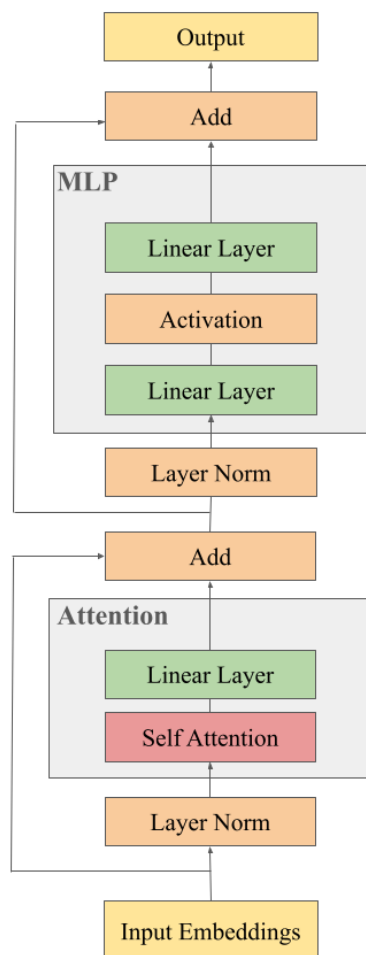 Output
Add
MLP
Linear Layer
Activation
Linear Layer
Layer Norm
Add
Attention
Linear Layer
Self Attention
Layer Norm
Input Embeddings